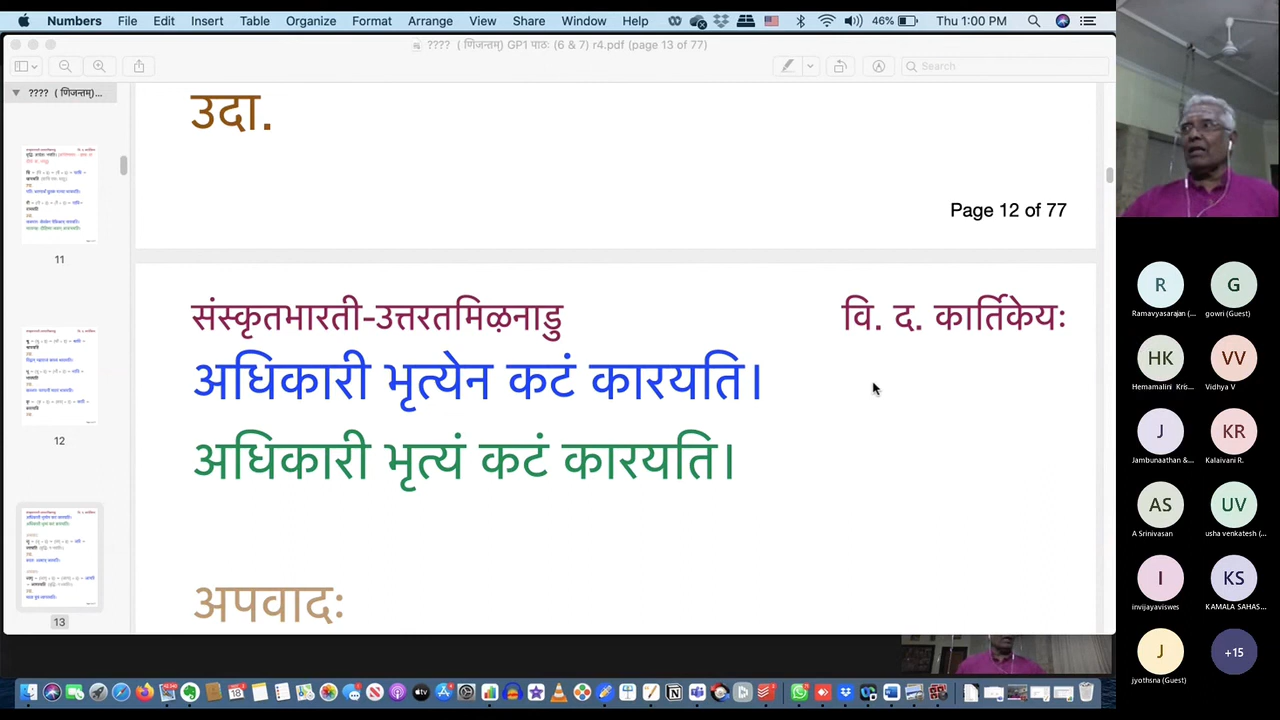 Numbers File Edit Insert Table Organize Format Arrange View Share Window Help 46% Thu 1:00 PM
???? ( णिजन्तम्) GP1 पाठः (6 & 7) r4.pdf (page 13 of 77)
Search
???? ( णिजन्तम्)...
11
12
13
उदा.
Page 12 of 77
संस्कृतभारती-उत्तरतमिऴनाडु वि. द. कार्तिकेयः
अधिकारी भृत्येन कटं कारयति।
अधिकारी भृत्यं कटं कारयति।
अपवादः
R G
Ramavyasarajan (... gowri (Guest)
HK VV
Hemamalini Kris... Vidhya V
J KR
Jambunaathan &... Kalaivani R.
AS UV
A Srinivasan usha venkatesh (...
I KS
invijayaviswes KAMALA SAHAS...
J +15
jyothsna (Guest)